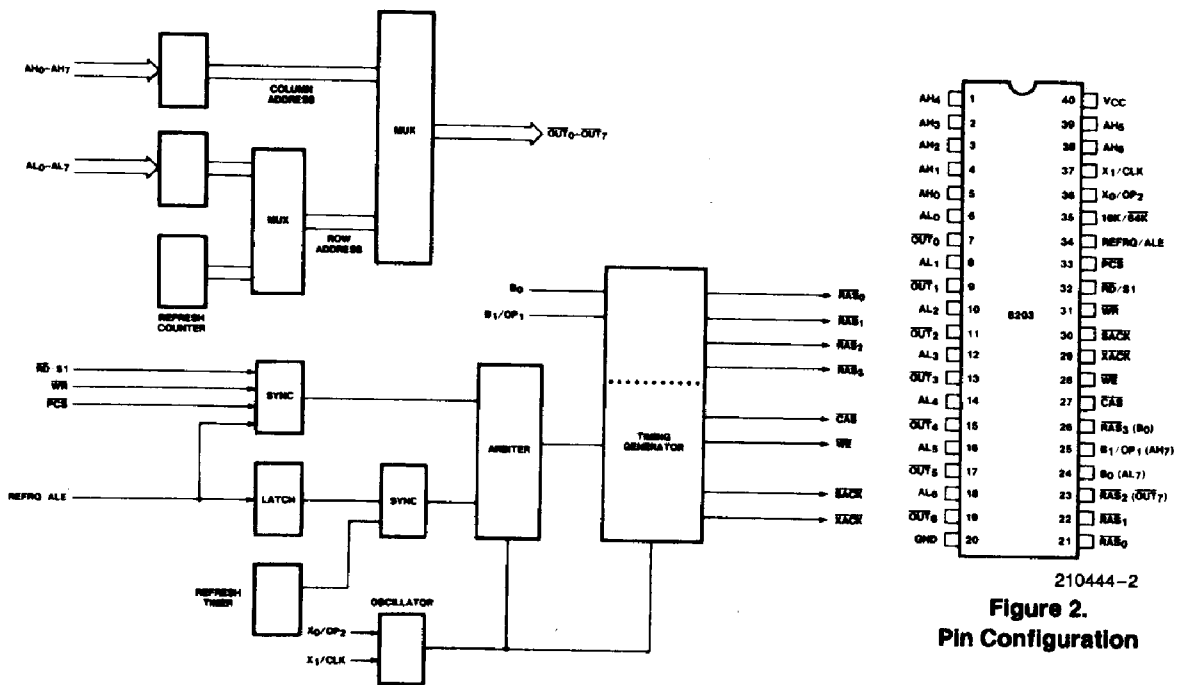 AH0-AH7
COLUMN
ADDRESS
MUX
OUT0-OUT7
AL0-AL7
MUX
ROW
ADDRESS
REFRESH
COUNTER
B0
B1/OP1
RAS0
RAS1
RAS2
RAS3
RD S1
WR
PCS
SYNC
ARBITER
TIMING
GENERATOR
CAS
WE
SACK
XACK
REFRQ ALE
LATCH
SYNC
REFRESH
TIMER
OSCILLATOR
X0/OP2
X1/CLK
AH4 1 40 VCC
AH3 2 39 AH5
AH2 3 38 AH6
AH1 4 37 X1/CLK
AH0 5 36 X0/OP2
AL0 6 35 16K/64K
OUT0 7 34 REFRQ/ALE
AL1 8 33 PCS
OUT1 9 32 RD/S1
AL2 10 31 WR
8203
OUT2 11 30 SACK
AL3 12 29 XACK
OUT3 13 28 WE
AL4 14 27 CAS
OUT4 15 26 RAS3 (B0)
AL5 16 25 B1/OP1 (AH7)
OUT5 17 24 B0 (AL7)
AL6 18 23 RAS2 (OUT7)
OUT6 19 22 RAS1
GND 20 21 RAS0
210444-2
Figure 2.
Pin Configuration